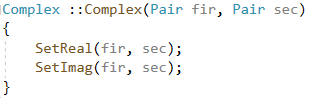 Complex ::Complex(Pair fir, Pair sec)
{
    SetReal(fir, sec);
    SetImag(fir, sec);
}